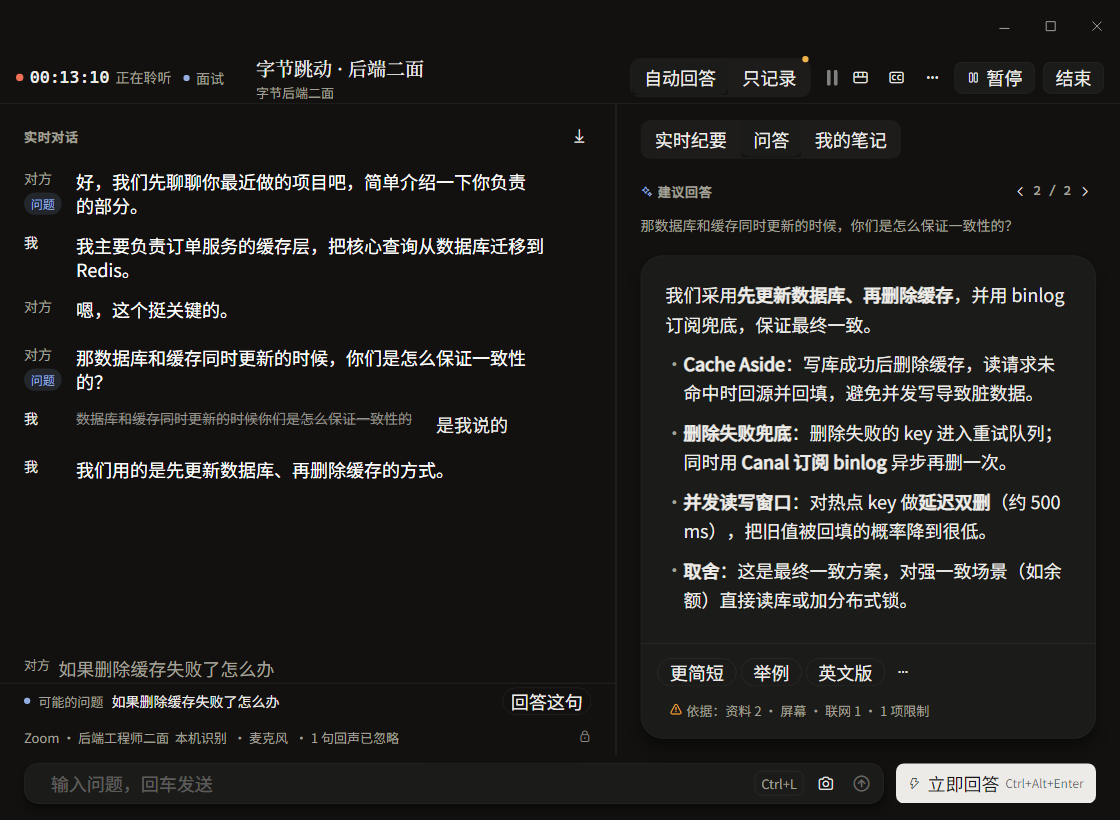 00:13:10 正在聆听 面试
字节跳动 · 后端二面
字节后端二面
自动回答 只记录
CC
暂停 结束
实时对话
对方
问题
好，我们先聊聊你最近做的项目吧，简单介绍一下你负责
的部分。
我
我主要负责订单服务的缓存层，把核心查询从数据库迁移到
Redis。
对方
嗯，这个挺关键的。
对方
问题
那数据库和缓存同时更新的时候，你们是怎么保证一致性
的？
我
数据库和缓存同时更新的时候你们是怎么保证一致性的 是我说的
我
我们用的是先更新数据库、再删除缓存的方式。
对方 如果删除缓存失败了怎么办
可能的问题 如果删除缓存失败了怎么办 回答这句
Zoom · 后端工程师二面 本机识别 · 麦克风 · 1 句回声已忽略
实时纪要 问答 我的笔记
建议回答 2 / 2
那数据库和缓存同时更新的时候，你们是怎么保证一致性的？
我们采用先更新数据库、再删除缓存，并用 binlog
订阅兜底，保证最终一致。
· Cache Aside：写库成功后删除缓存，读请求未
命中时回源并回填，避免并发写导致脏数据。
· 删除失败兜底：删除失败的 key 进入重试队列；
同时用 Canal 订阅 binlog 异步再删一次。
· 并发读写窗口：对热点 key 做延迟双删（约 500
ms），把旧值被回填的概率降到很低。
· 取舍：这是最终一致方案，对强一致场景（如余
额）直接读库或加分布式锁。
更简短 举例 英文版 ···
依据：资料 2 · 屏幕 · 联网 1 · 1 项限制
输入问题，回车发送 Ctrl+L
立即回答 Ctrl+Alt+Enter